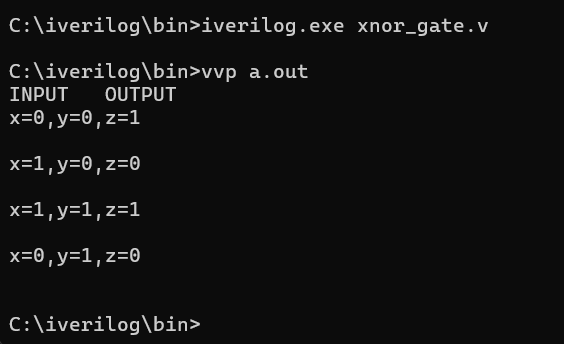 C:\iverilog\bin>iverilog.exe xnor_gate.v
C:\iverilog\bin>vvp a.out
INPUT   OUTPUT
x=0,y=0,z=1
x=1,y=0,z=0
x=1,y=1,z=1
x=0,y=1,z=0
C:\iverilog\bin>